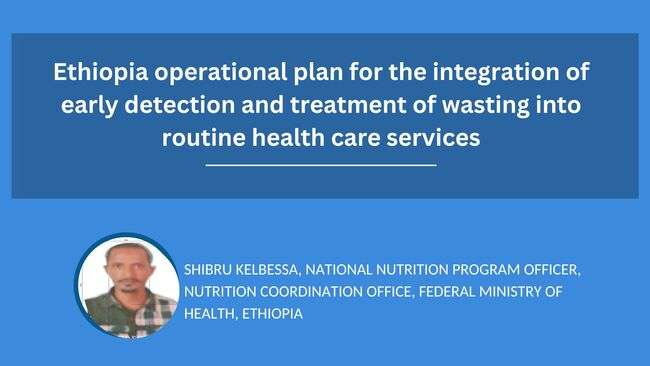 Ethiopia operational plan for the integration of
early detection and treatment of wasting into
routine health care services
SHIBRU KELBESSA, NATIONAL NUTRITION PROGRAM OFFICER,
NUTRITION COORDINATION OFFICE, FEDERAL MINISTRY OF
HEALTH, ETHIOPIA